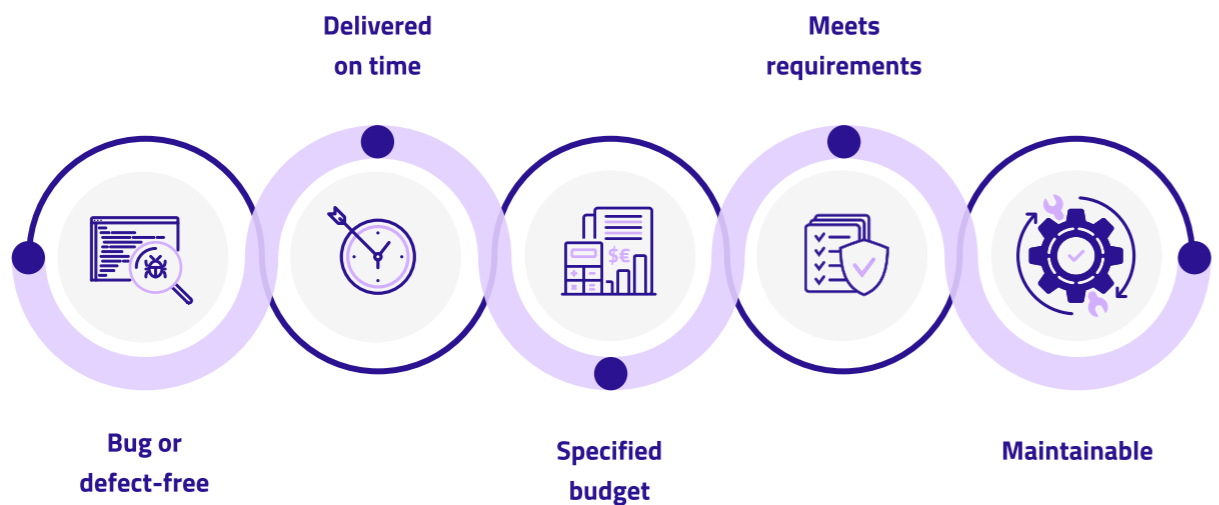 Delivered
on time
Meets
requirements
$€
Bug or
defect-free
Specified
budget
Maintainable